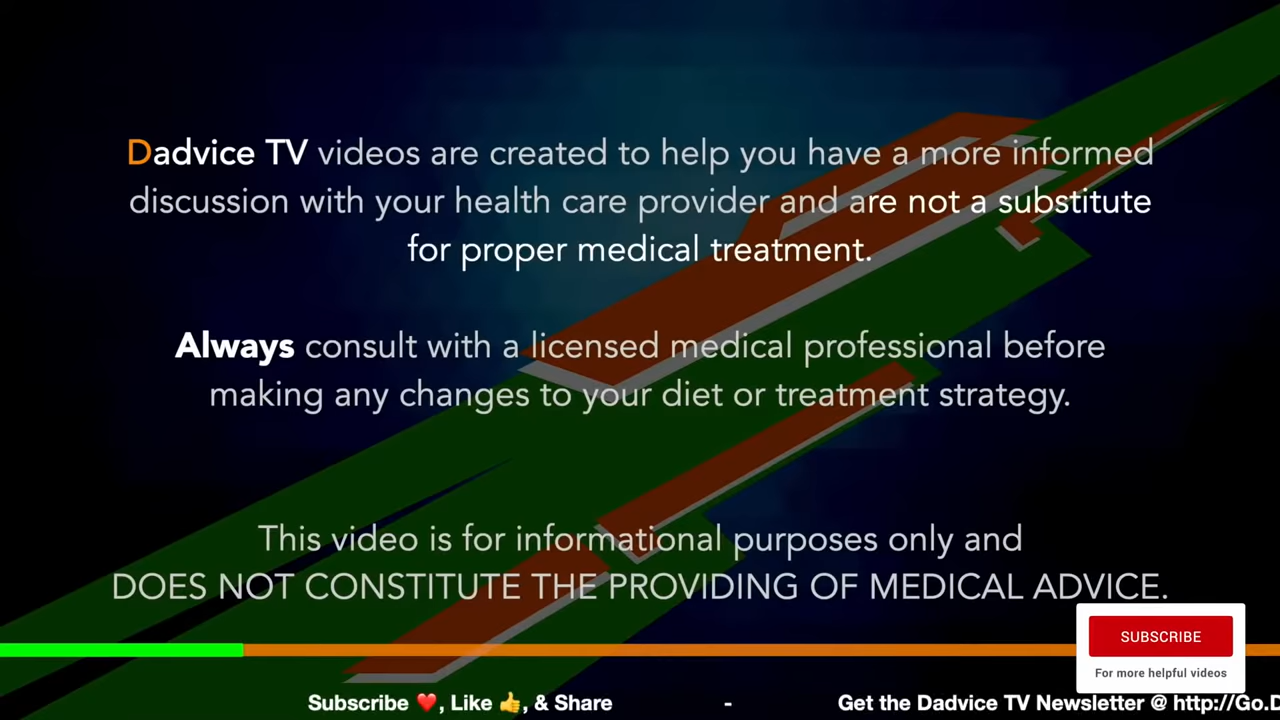 Dadvice TV videos are created to help you have a more informed
discussion with your health care provider and are not a substitute
for proper medical treatment.
Always consult with a licensed medical professional before
making any changes to your diet or treatment strategy.
This video is for informational purposes only and
DOES NOT CONSTITUTE THE PROVIDING OF MEDICAL ADVICE.
SUBSCRIBE
For more helpful videos
Subscribe ❤️, Like 👍, & Share - Get the Dadvice TV Newsletter @ http://Go.D